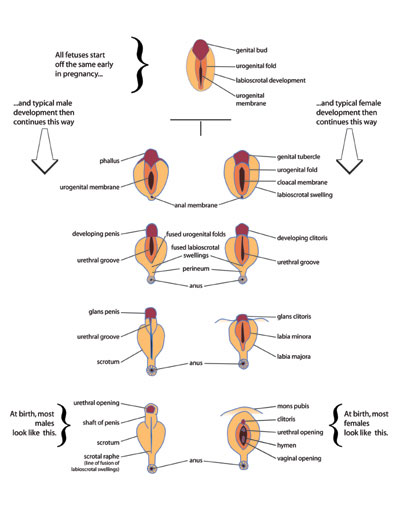 All fetuses start
off the same early
in pregnancy...
genital bud
urogenital fold
labioscrotal development
urogenital
membrane
...and typical male
development then
continues this way
...and typical female
development then
continues this way
phallus
urogenital membrane
genital tubercle
urogenital fold
cloacal membrane
labioscrotal swelling
anal membrane
developing penis
urethral groove
fused urogenital folds
fused labioscrotal
swellings
perineum
anus
developing clitoris
urethral groove
glans penis
urethral groove
scrotum
anus
glans clitoris
labia minora
labia majora
At birth, most
males
look like this.
urethral opening
shaft of penis
scrotum
scrotal raphe
(line of fusion of
labioscrotal swellings)
anus
mons pubis
clitoris
urethral opening
hymen
vaginal opening
At birth, most
females
look like this.